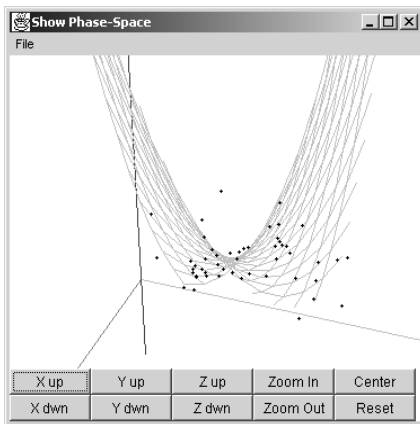 Show Phase-Space
File
X up Y up Z up Zoom In Center
X dwn Y dwn Z dwn Zoom Out Reset